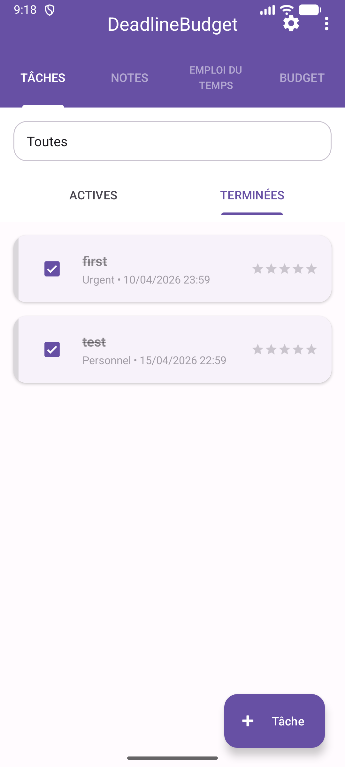 9:18
DeadlineBudget
TÂCHES
NOTES
EMPLOI DU
TEMPS
BUDGET
Toutes
ACTIVES
TERMINÉES
first
Urgent • 10/04/2026 23:59
test
Personnel • 15/04/2026 22:59
+ Tâche